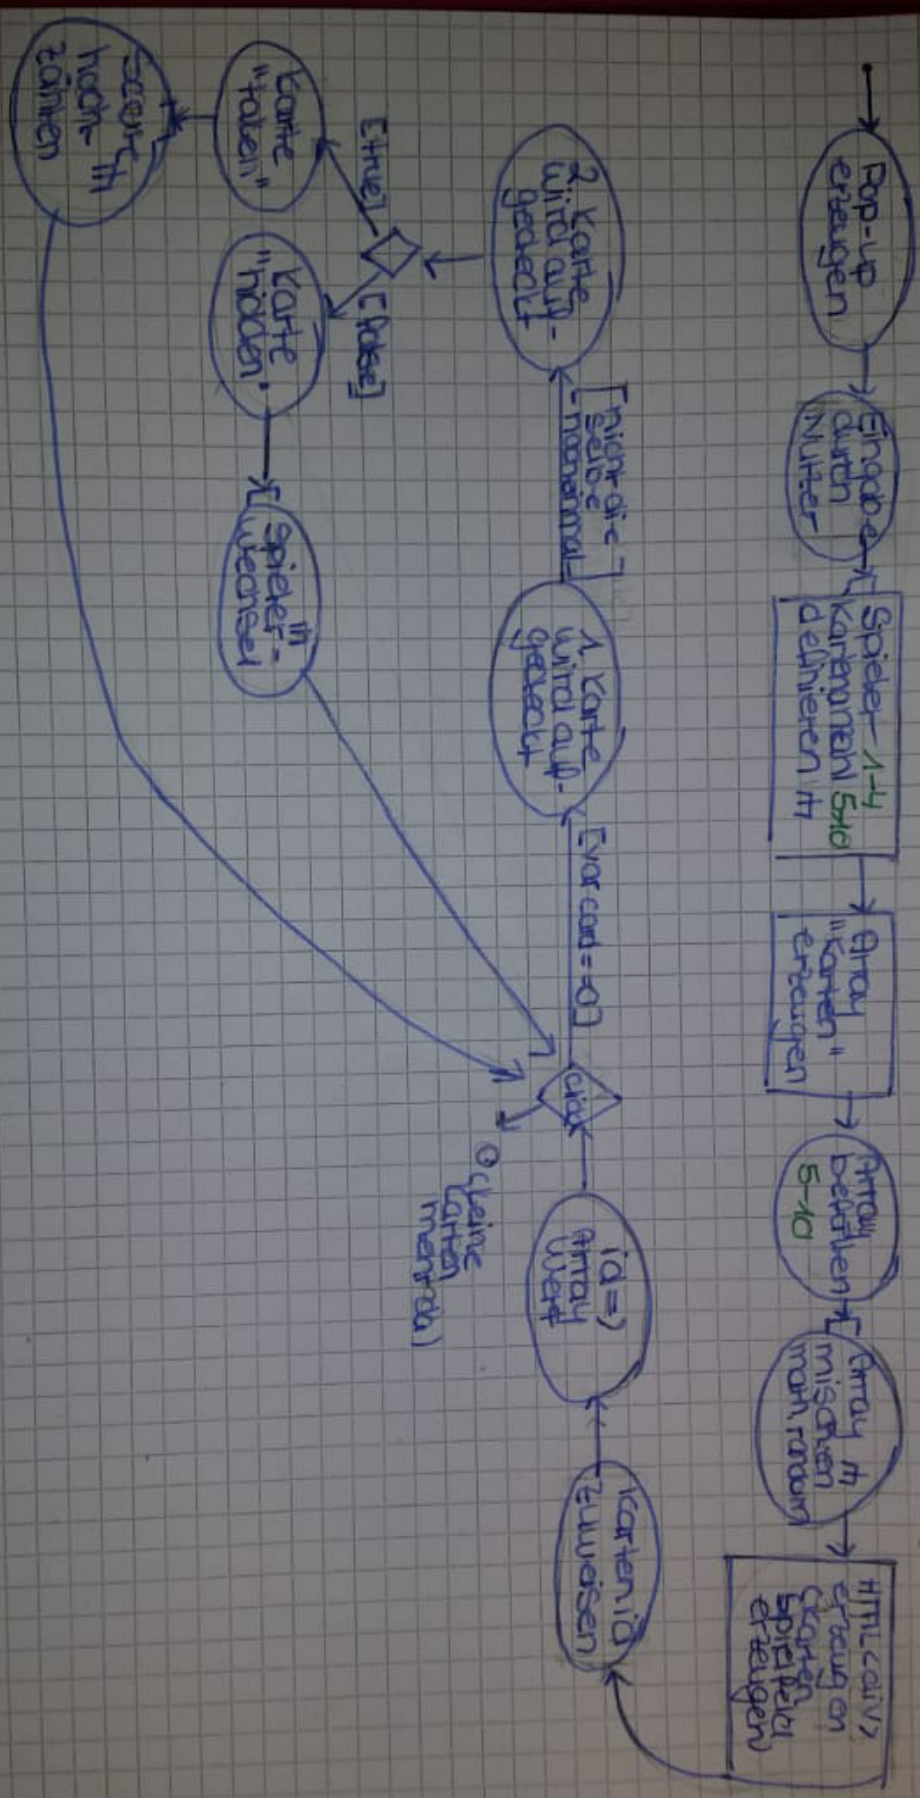 Pop-up
erzeugen
Eingabe
durch
Nutzer
Spieler 1-4
Kartenanzahl 5-10
definieren
Array
"Karten"
erzeugen
Array
befüllen
5-10
Array
mischen
math.random
HTML <div>
erzeugen
(Karten
spielfeld
erzeugen)
Karten id
zuweisen
id =>
Array
Wert
click
[var card == 0]
(keine
Karten
mehr da)
1. Karte
wird auf-
gedeckt
[nicht die
selbe
nocheinmal]
2. Karte
wird auf-
gedeckt
[true]
[false]
Karte
"taken"
Karte
"hidden"
Score
hoch-
zählen
Spieler-
wechsel